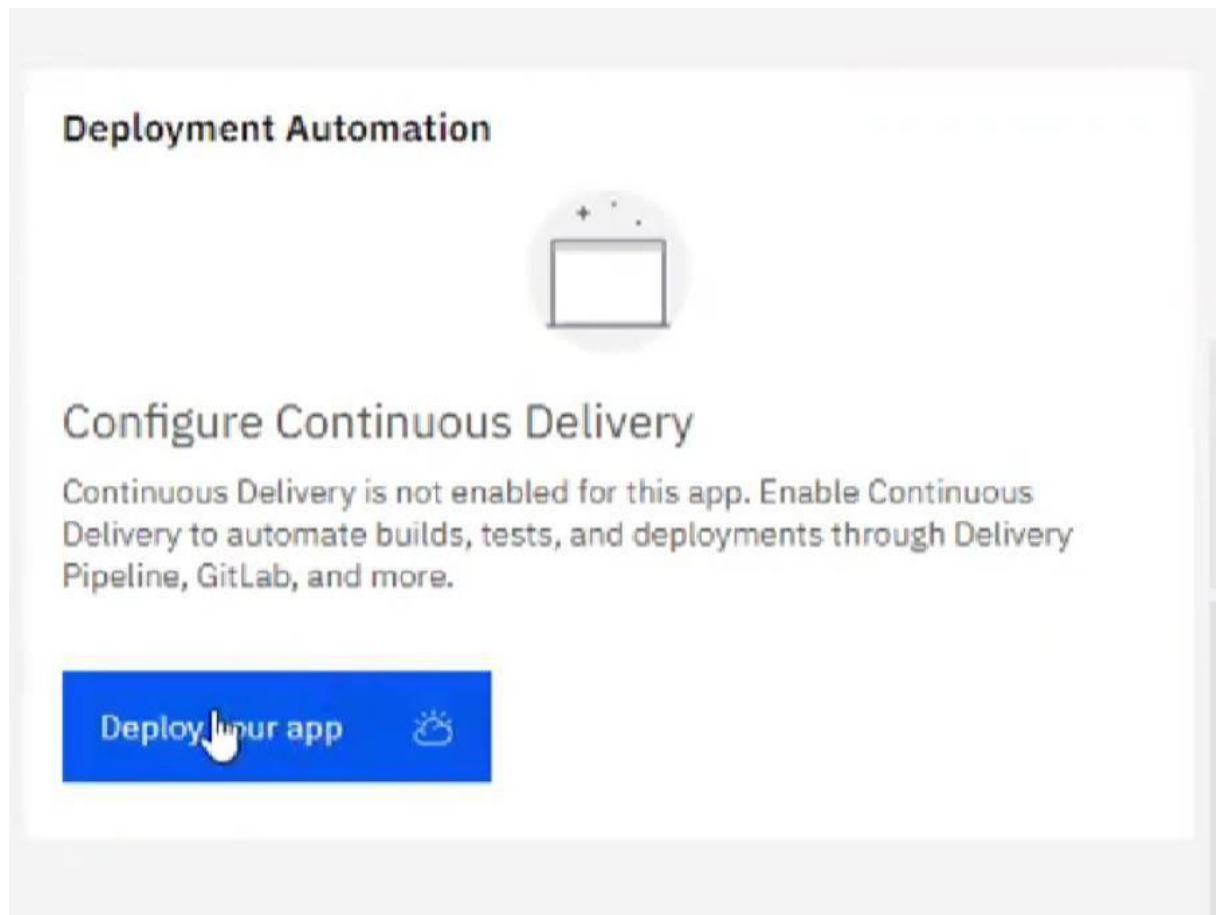 Deployment Automation
Configure Continuous Delivery
Continuous Delivery is not enabled for this app. Enable Continuous
Delivery to automate builds, tests, and deployments through Delivery
Pipeline, GitLab, and more.
Deploy your app